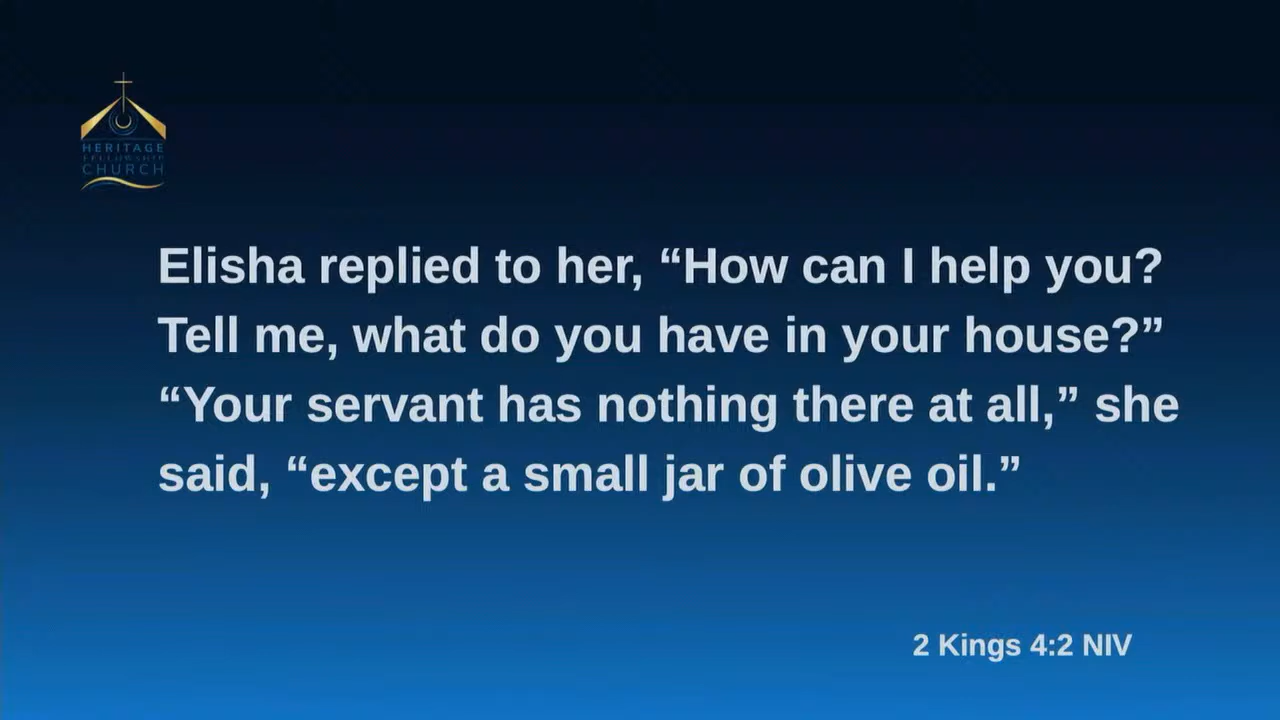 HERITAGE
FELLOWSHIP
CHURCH
Elisha replied to her, “How can I help you?
Tell me, what do you have in your house?”
“Your servant has nothing there at all,” she
said, “except a small jar of olive oil.”
2 Kings 4:2 NIV